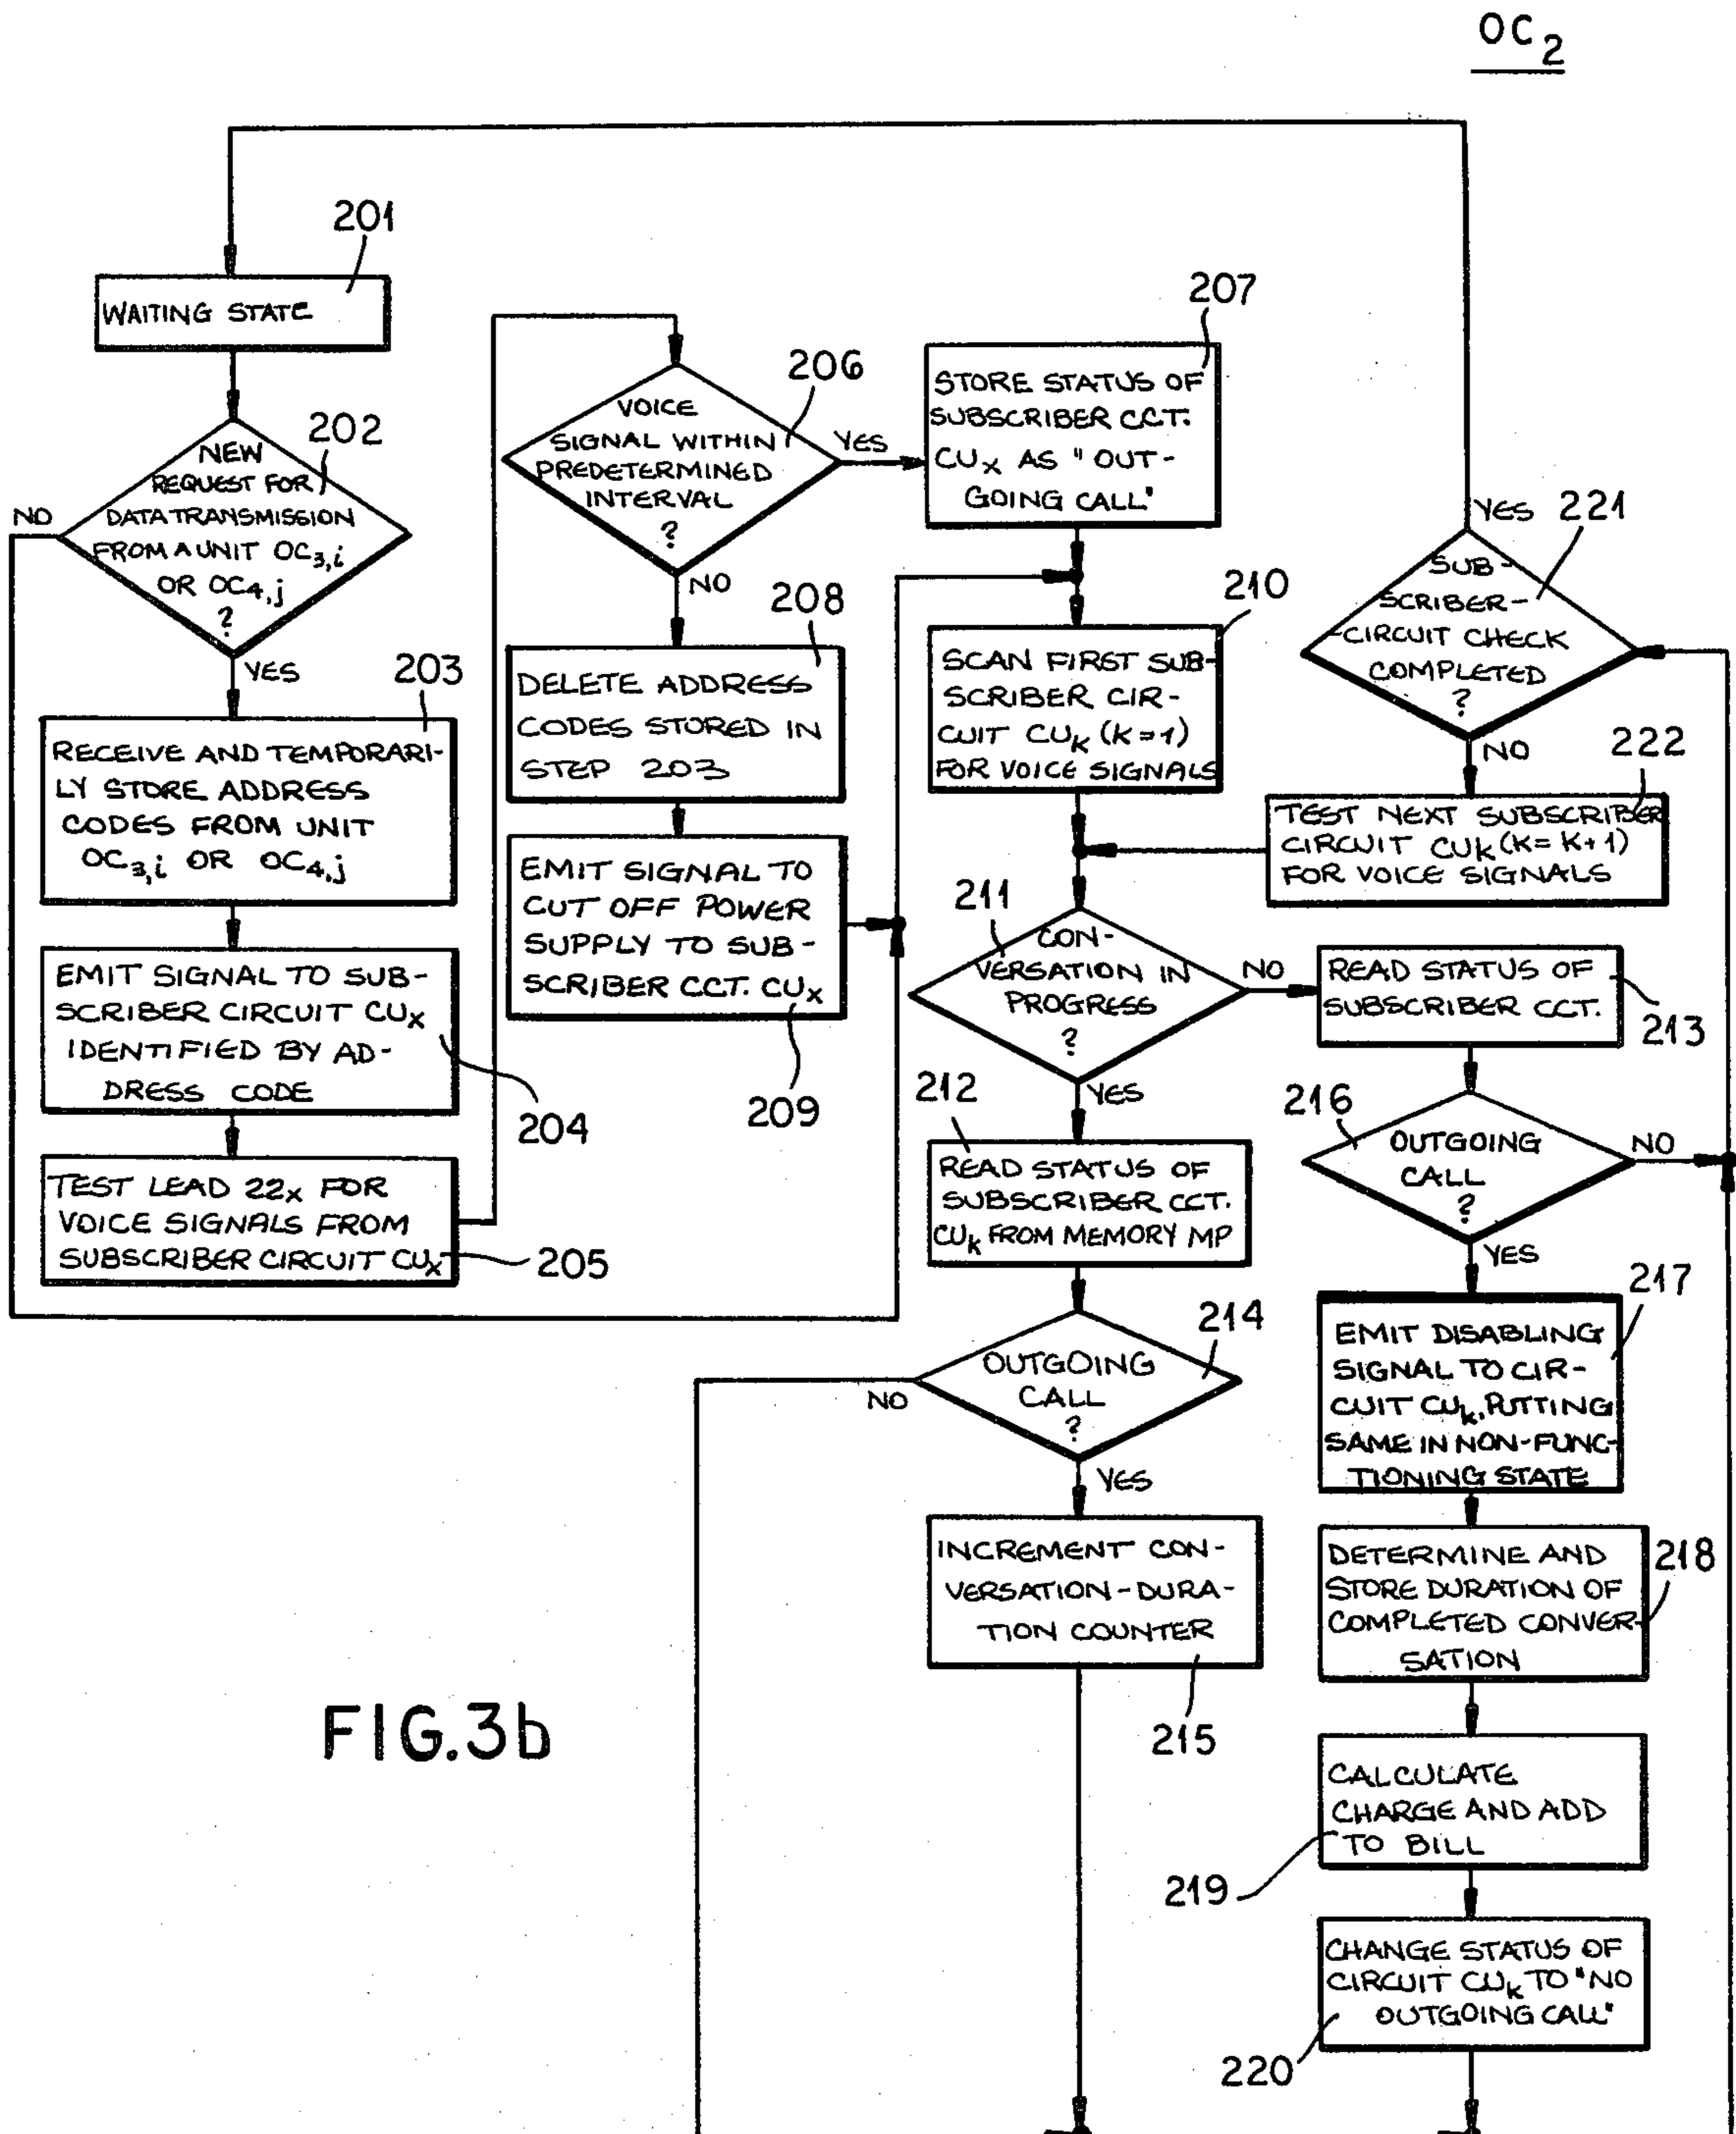 OC2
201
WAITING STATE
202
NEW
REQUEST FOR
DATA TRANSMISSION
FROM A UNIT OC3,i
OR OC4,j
?
NO
YES
203
RECEIVE AND TEMPORARI-
LY STORE ADDRESS
CODES FROM UNIT
OC3,i OR OC4,j
EMIT SIGNAL TO SUB-
SCRIBER CIRCUIT CUx
IDENTIFIED BY AD-
DRESS CODE
204
TEST LEAD 22x FOR
VOICE SIGNALS FROM
SUBSCRIBER CIRCUIT CUx
205
206
VOICE
SIGNAL WITHIN
PREDETERMINED
INTERVAL
?
YES
NO
207
STORE STATUS OF
SUBSCRIBER CCT.
CUx AS "OUT-
GOING CALL"
208
DELETE ADDRESS
CODES STORED IN
STEP 203
EMIT SIGNAL TO
CUT OFF POWER
SUPPLY TO SUB-
SCRIBER CCT. CUx
209
210
SCAN FIRST SUB-
SCRIBER CIR-
CUIT CUk (K=1)
FOR VOICE SIGNALS
211
CON-
VERSATION IN
PROGRESS
?
NO
YES
212
READ STATUS OF
SUBSCRIBER CCT.
CUk FROM MEMORY MP
214
OUTGOING
CALL
?
NO
YES
INCREMENT CON-
VERSATION-DURA-
TION COUNTER
215
YES
221
SUB-
SCRIBER-
-CIRCUIT CHECK
COMPLETED
?
NO
222
TEST NEXT SUBSCRIBER
CIRCUIT CUk (K=K+1)
FOR VOICE SIGNALS
READ STATUS OF
SUBSCRIBER CCT.
213
216
OUTGOING
CALL
?
NO
YES
217
EMIT DISABLING
SIGNAL TO CIR-
CUIT CUk, PUTTING
SAME IN NON-FUNC-
TIONING STATE
218
DETERMINE AND
STORE DURATION OF
COMPLETED CONVER-
SATION
CALCULATE
CHARGE AND ADD
TO BILL
219
CHANGE STATUS OF
CIRCUIT CUk TO "NO
OUTGOING CALL"
220
FIG.3b